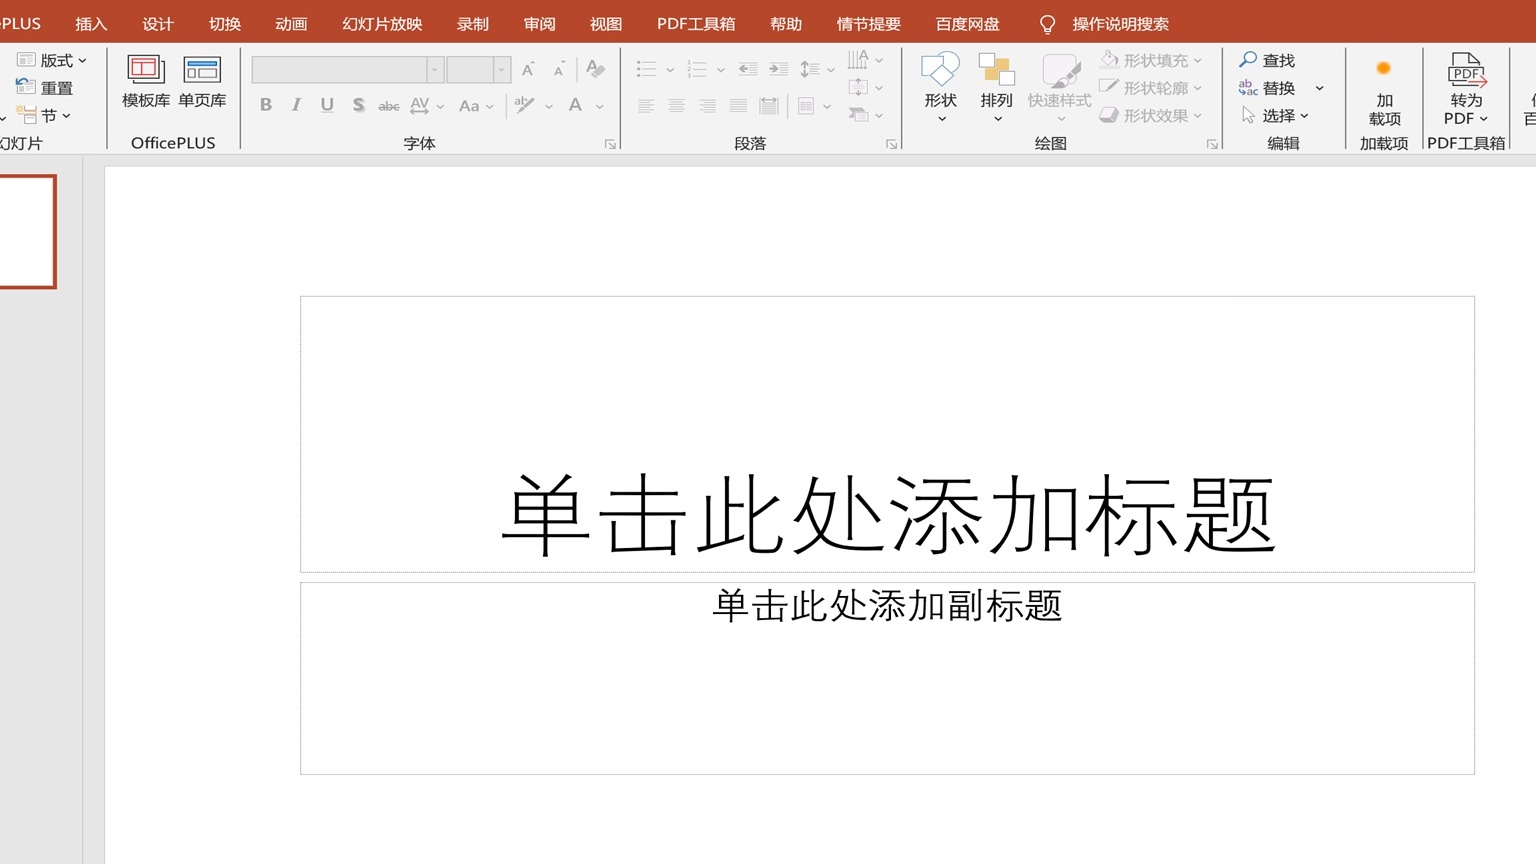 PLUS 插入 设计 切换 动画 幻灯片放映 录制 审阅 视图 PDF工具箱 帮助 情节提要 百度网盘 操作说明搜索
版式
重置
节
幻灯片
模板库 单页库
OfficePLUS
B I U S abc AV Aa A
字体
段落
形状 排列 快速样式
形状填充
形状轮廓
形状效果
绘图
查找
替换
选择
编辑
加
载项
加载项
PDF
转为
PDF
PDF工具箱
单击此处添加标题
单击此处添加副标题